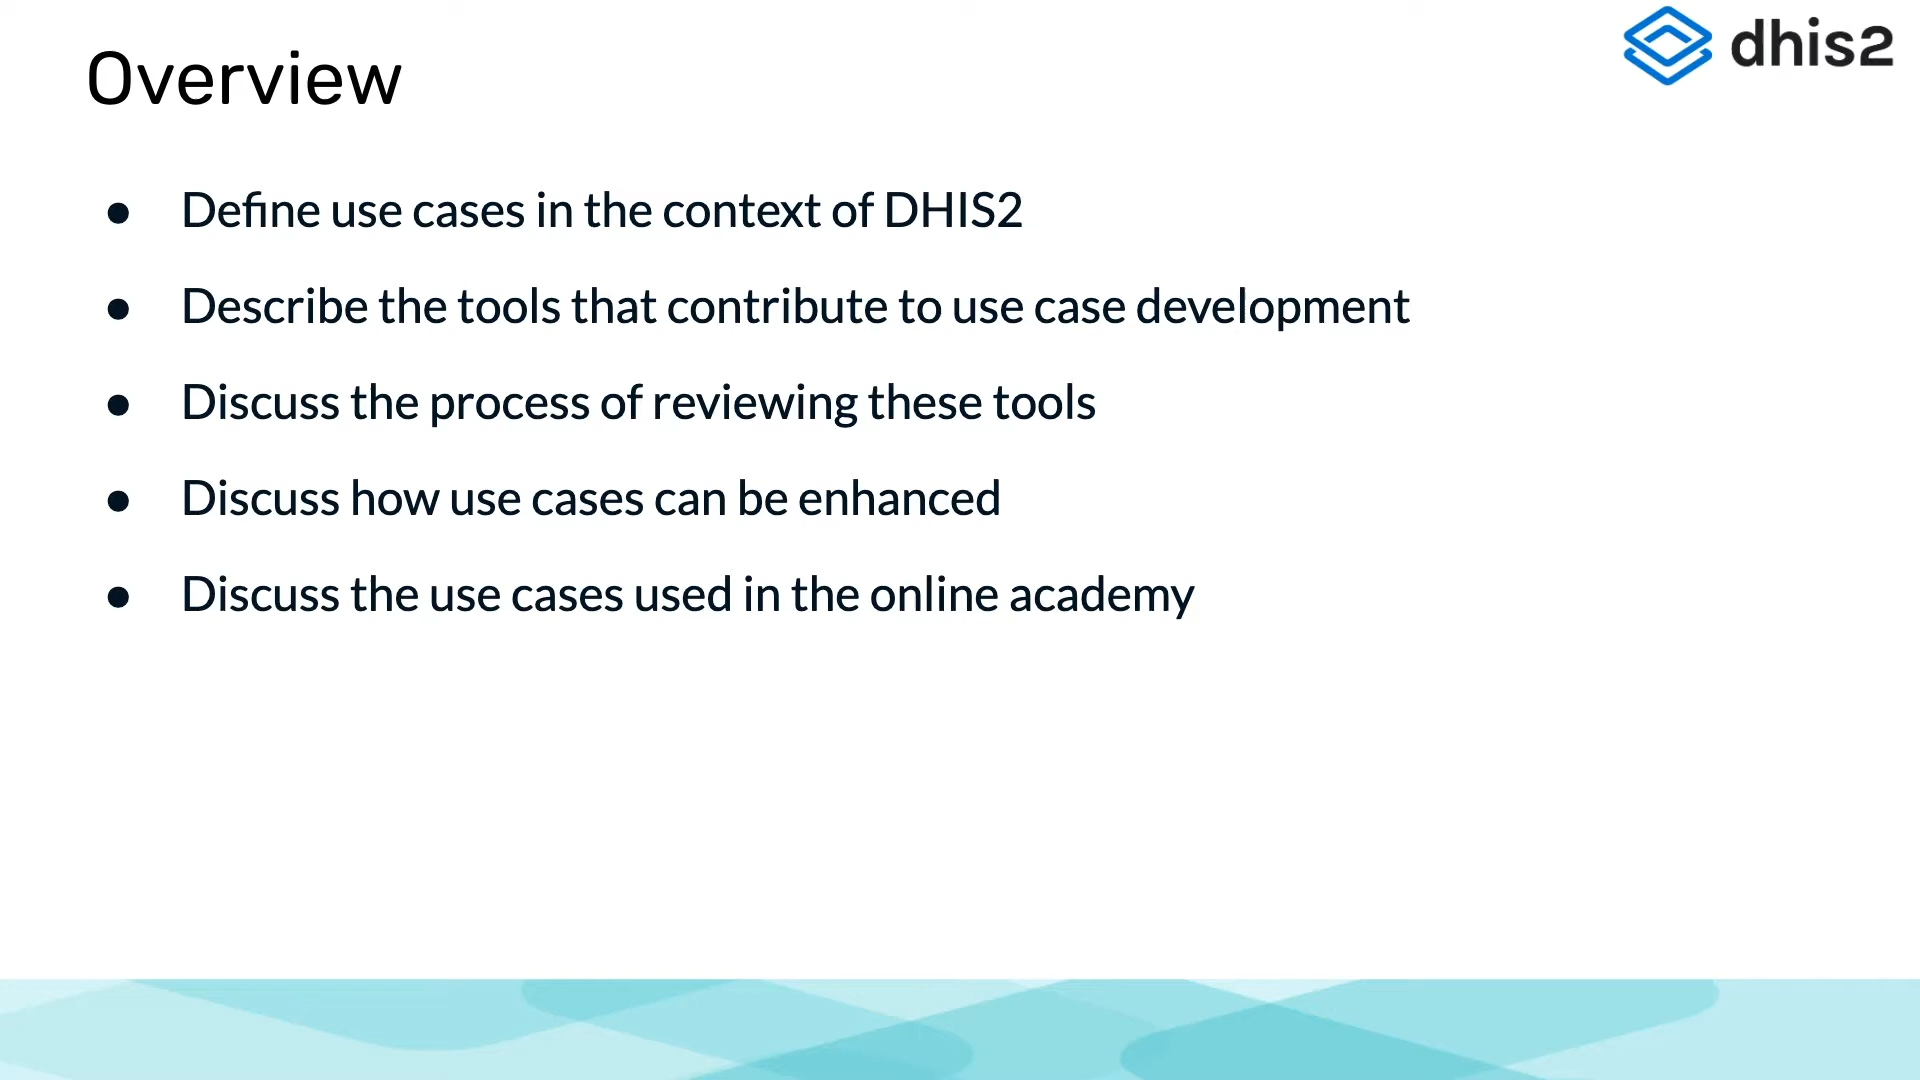 Overview
dhis2
● Define use cases in the context of DHIS2
● Describe the tools that contribute to use case development
● Discuss the process of reviewing these tools
● Discuss how use cases can be enhanced
● Discuss the use cases used in the online academy